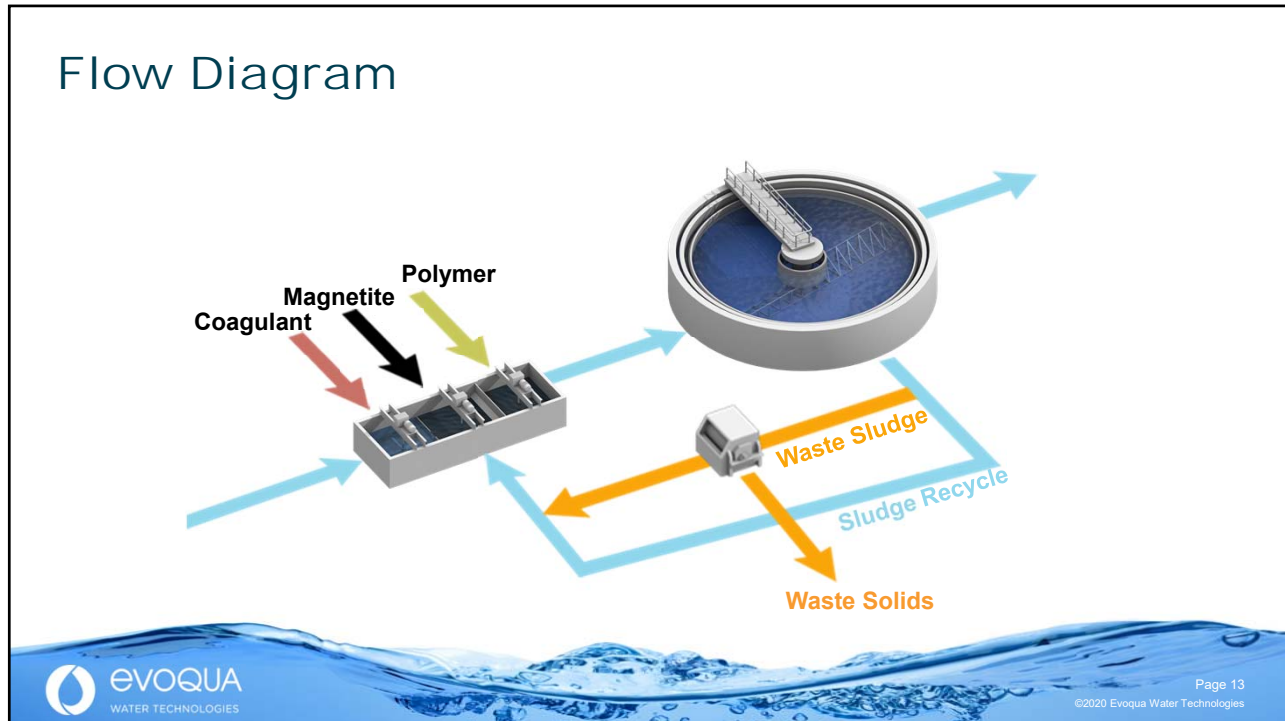 Flow Diagram
Polymer
Magnetite
Coagulant
Waste Sludge
Sludge Recycle
Waste Solids
evoqua
WATER TECHNOLOGIES
Page 13
©2020 Evoqua Water Technologies